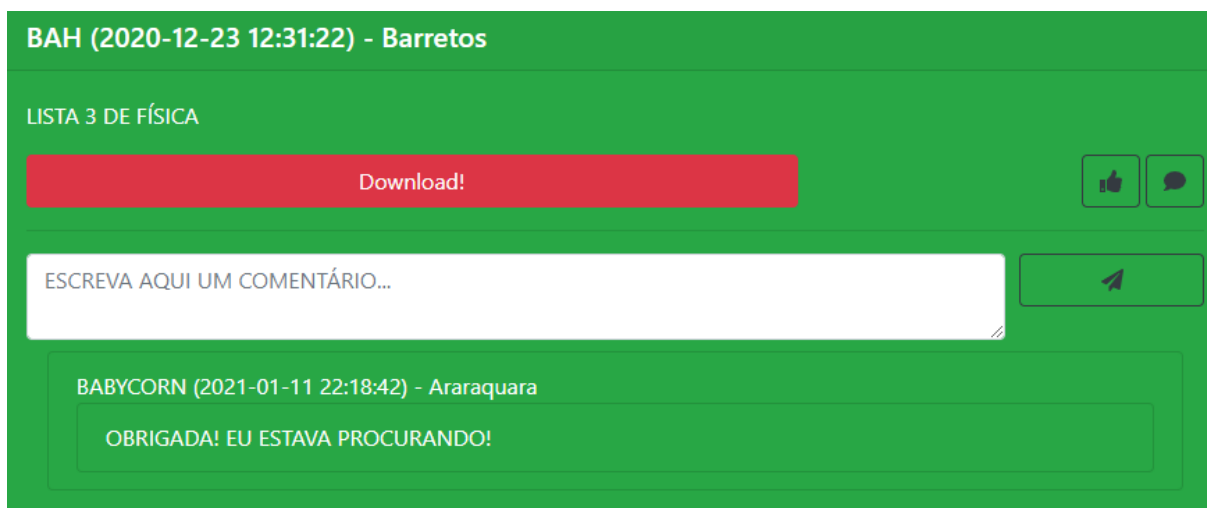 BAH (2020-12-23 12:31:22) - Barretos
LISTA 3 DE FÍSICA
Download!
ESCREVA AQUI UM COMENTÁRIO...
BABYCORN (2021-01-11 22:18:42) - Araraquara
OBRIGADA! EU ESTAVA PROCURANDO!